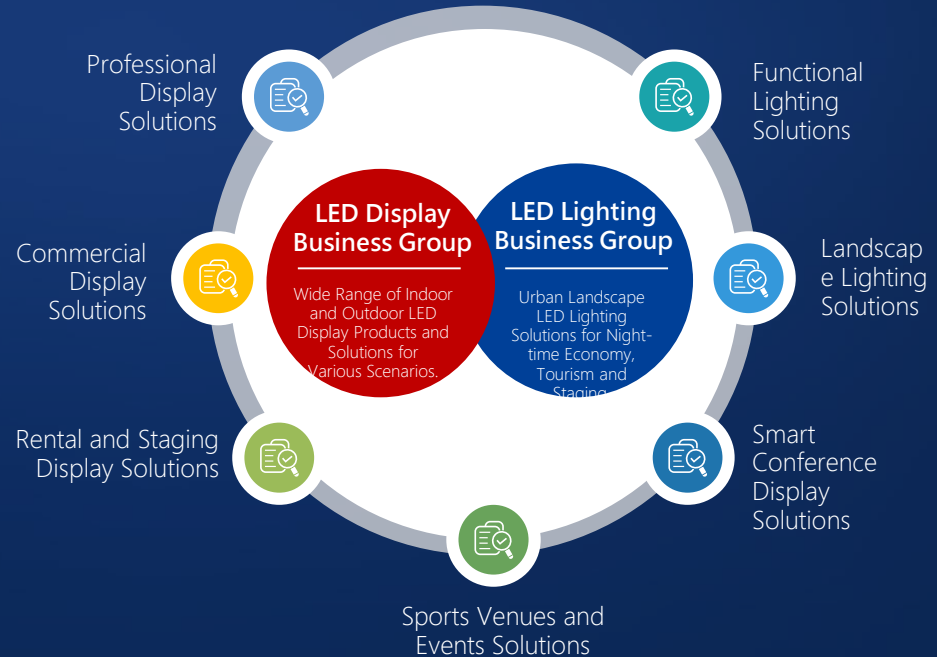 Professional
Display
Solutions
Functional
Lighting
Solutions
LED Display
Business Group
Wide Range of Indoor
and Outdoor LED
Display Products and
Solutions for
Various Scenarios.
LED Lighting
Business Group
Urban Landscape
LED Lighting
Solutions for Night-
time Economy,
Tourism and
Staging
Commercial
Display
Solutions
Landscap
e Lighting
Solutions
Rental and Staging
Display Solutions
Smart
Conference
Display
Solutions
Sports Venues and
Events Solutions